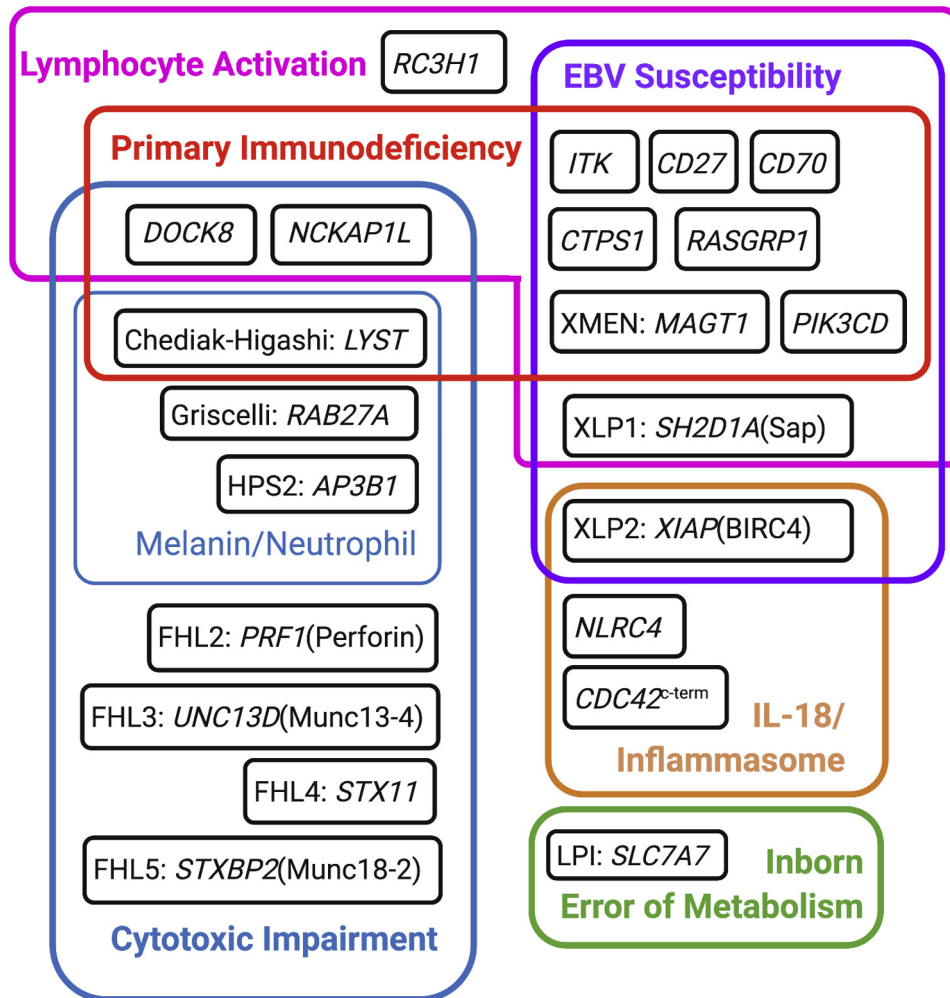 Lymphocyte Activation
RC3H1
EBV Susceptibility
Primary Immunodeficiency
ITK
CD27
CD70
DOCK8
NCKAP1L
CTPS1
RASGRP1
Chediak-Higashi: LYST
XMEN: MAGT1
PIK3CD
Griscelli: RAB27A
XLP1: SH2D1A(Sap)
HPS2: AP3B1
Melanin/Neutrophil
XLP2: XIAP(BIRC4)
FHL2: PRF1(Perforin)
NLRC4
FHL3: UNC13D(Munc13-4)
CDC42c-term
IL-18/
Inflammasome
FHL4: STX11
FHL5: STXBP2(Munc18-2)
LPI: SLC7A7
Inborn
Error of Metabolism
Cytotoxic Impairment